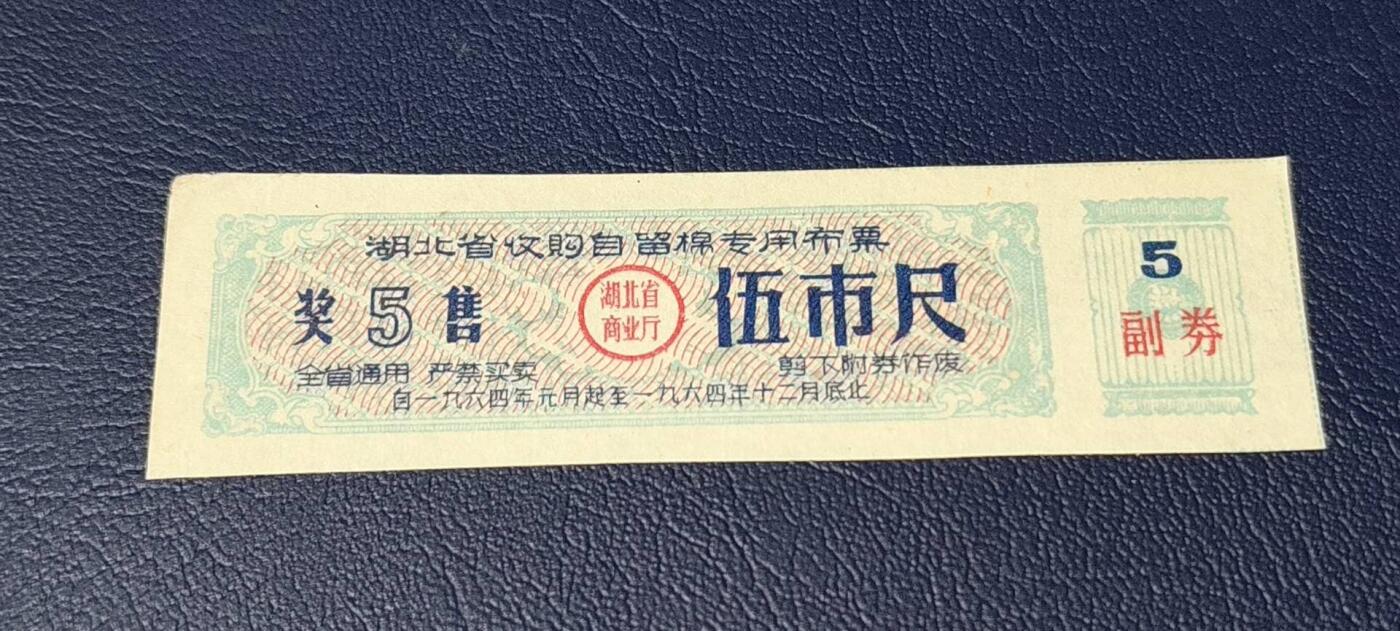 湖北省收购自留棉专用布票
奖5售
湖北省
商业厅
伍市尺
全省通用 严禁买卖
剪下附券作废
自一九六四年元月起至一九六四年十二月底止
5
副券